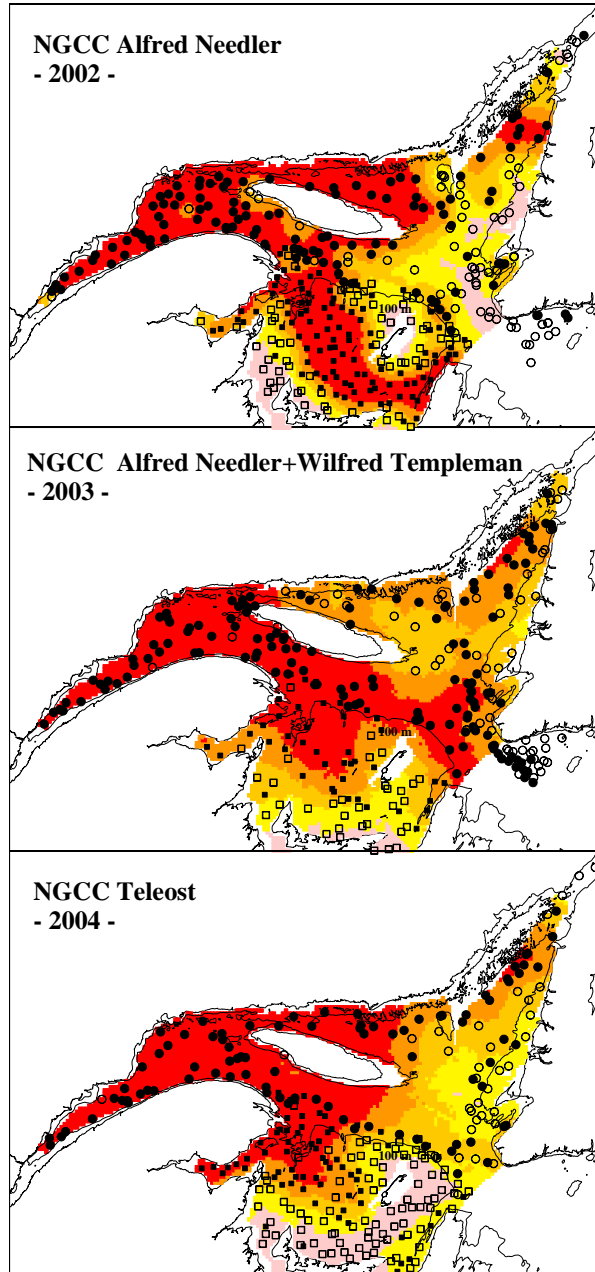 NGCC Alfred Needler
- 2002 -
100 m
NGCC Alfred Needler+Wilfred Templeman
- 2003 -
100 m
NGCC Teleost
- 2004 -
100 m